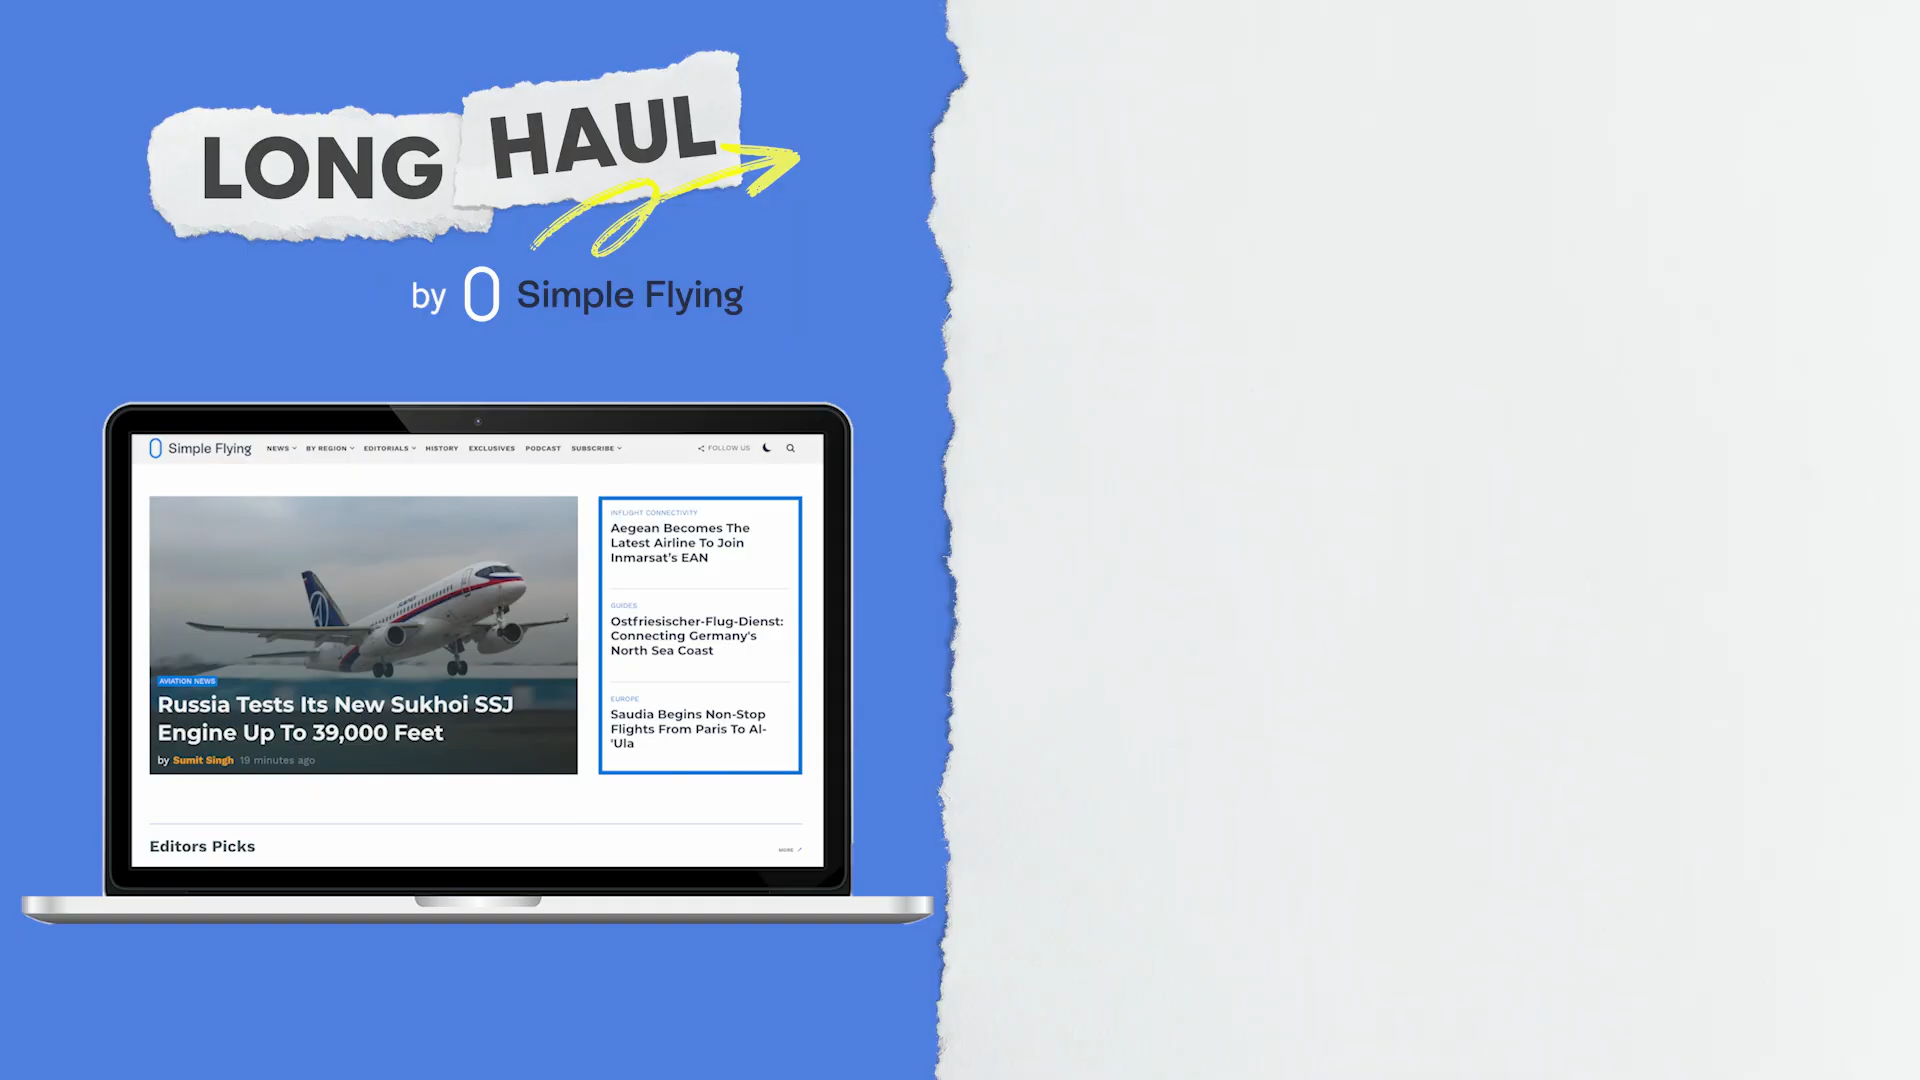 LONG HAUL
by Simple Flying
Simple Flying NEWS BY REGION EDITORIALS HISTORY EXCLUSIVES PODCAST SUBSCRIBE FOLLOW US
AVIATION NEWS
Russia Tests Its New Sukhoi SSJ
Engine Up To 39,000 Feet
by Sumit Singh 19 minutes ago
INFLIGHT CONNECTIVITY
Aegean Becomes The
Latest Airline To Join
Inmarsat's EAN
GUIDES
Ostfriesischer-Flug-Dienst:
Connecting Germany's
North Sea Coast
EUROPE
Saudia Begins Non-Stop
Flights From Paris To Al-
'Ula
Editors Picks
MORE